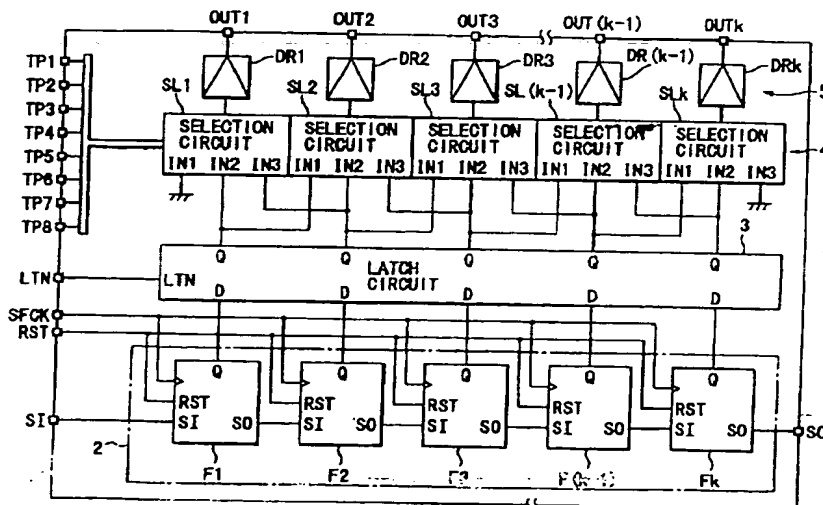 OUT1 OUT2 OUT3 OUT(k-1) OUTk
DR1 DR2 DR3 DR(k-1) DRk
TP1
TP2
TP3
TP4
TP5
TP6
TP7
TP8
SL1 SL2 SL3 SL(k-1) SLk
5
SELECTION CIRCUIT SELECTION CIRCUIT SELECTION CIRCUIT SELECTION CIRCUIT SELECTION CIRCUIT
4
IN1 IN2 IN3 IN1 IN2 IN3 IN1 IN2 IN3 IN1 IN2 IN3 IN1 IN2 IN3
3
Q Q Q Q Q
LTN LTN LATCH CIRCUIT
D D D D D
SFCK
RST
Q Q Q Q Q
RST RST RST RST RST
SI SI SO SI SO SI SO SI SO SI SO SO
2
F1 F2 F(k-1) Fk